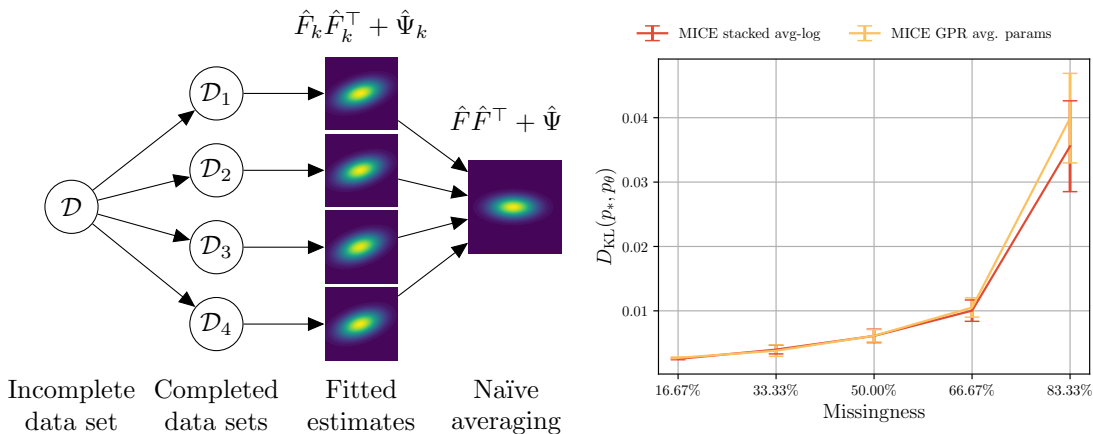 F̂ₖF̂ₖ⊤ + Ψ̂ₖ
𝒟₁
𝒟₂
𝒟
𝒟₃
𝒟₄
F̂F̂⊤ + Ψ̂
Incomplete
data set
Completed
data sets
Fitted
estimates
Naïve
averaging
MICE stacked avg-log
MICE GPR avg. params
D_KL(p_*, p_θ)
0.04
0.03
0.02
0.01
16.67%
33.33%
50.00%
66.67%
83.33%
Missingness